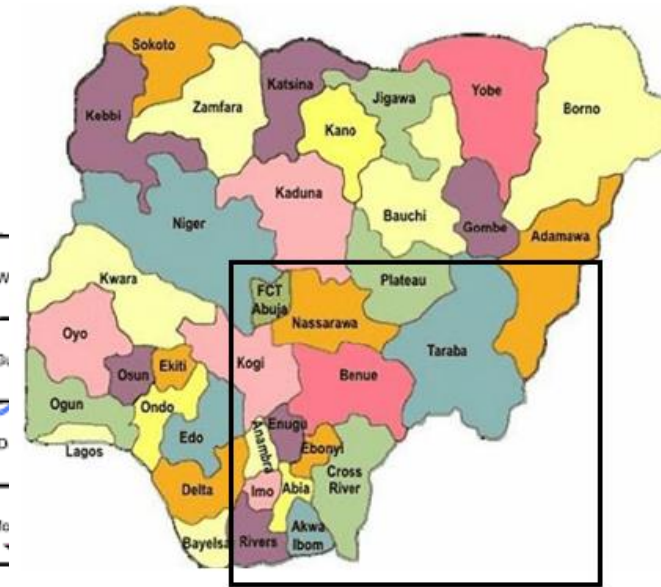 Sokoto
Kebbi
Zamfara
Katsina
Kano
Jigawa
Yobe
Borno
Niger
Kaduna
Bauchi
Gombe
Adamawa
Kwara
FCT
Abuja
Plateau
Nassarawa
Taraba
Oyo
Osun
Ekiti
Kogi
Benue
Ogun
Ondo
Edo
Lagos
Anambra
Enugu
Ebonyi
Cross
River
Delta
Imo
Abia
Bayelsa
Rivers
Akwa
Ibom